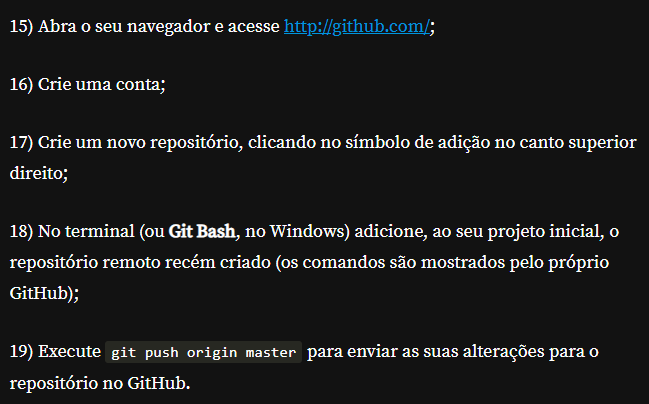 15) Abra o seu navegador e acesse http://github.com/;
16) Crie uma conta;
17) Crie um novo repositório, clicando no símbolo de adição no canto superior
direito;
18) No terminal (ou Git Bash, no Windows) adicione, ao seu projeto inicial, o
repositório remoto recém criado (os comandos são mostrados pelo próprio
GitHub);
19) Execute git push origin master para enviar as suas alterações para o
repositório no GitHub.